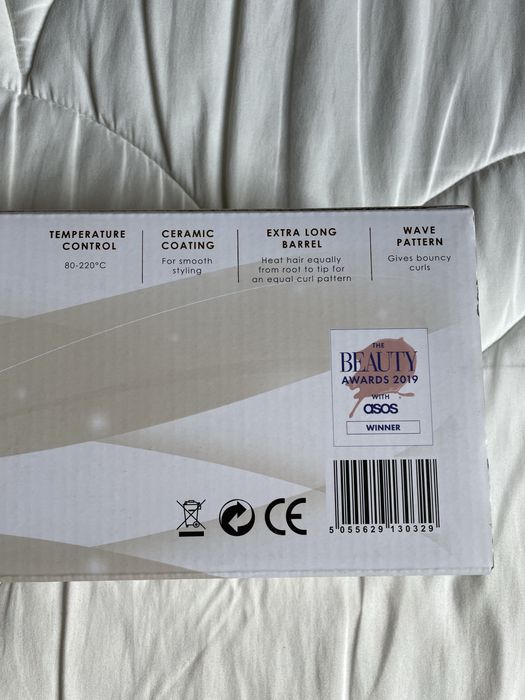 TEMPERATURE
CONTROL
80-220°C
CERAMIC
COATING
For smooth
styling
EXTRA LONG
BARREL
Heat hair equally
from root to tip for
an equal curl pattern
WAVE
PATTERN
Gives bouncy
curls
THE
BEAUTY
AWARDS 2019
WITH
asos
WINNER
CE
5 055629 130329